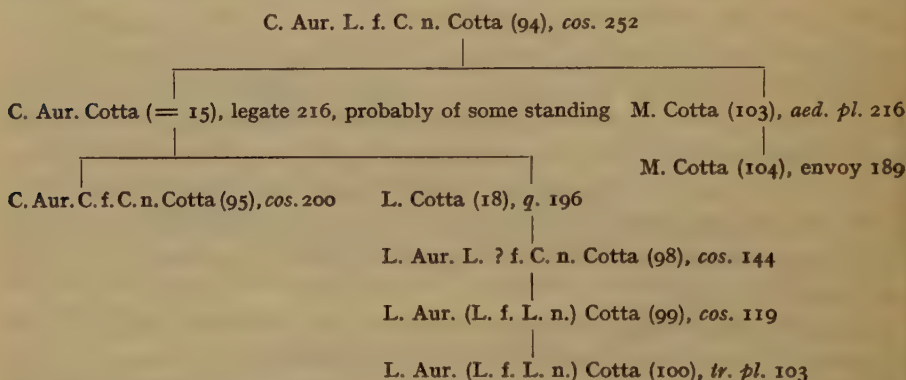 C. Aur. L. f. C. n. Cotta (94), cos. 252
C. Aur. Cotta (= 15), legate 216, probably of some standing M. Cotta (103), aed. pl. 216
M. Cotta (104), envoy 189
C. Aur. C. f. C. n. Cotta (95), cos. 200 L. Cotta (18), q. 196
L. Aur. L. ? f. C. n. Cotta (98), cos. 144
L. Aur. (L. f. L. n.) Cotta (99), cos. 119
L. Aur. (L. f. L. n.) Cotta (100), tr. pl. 103